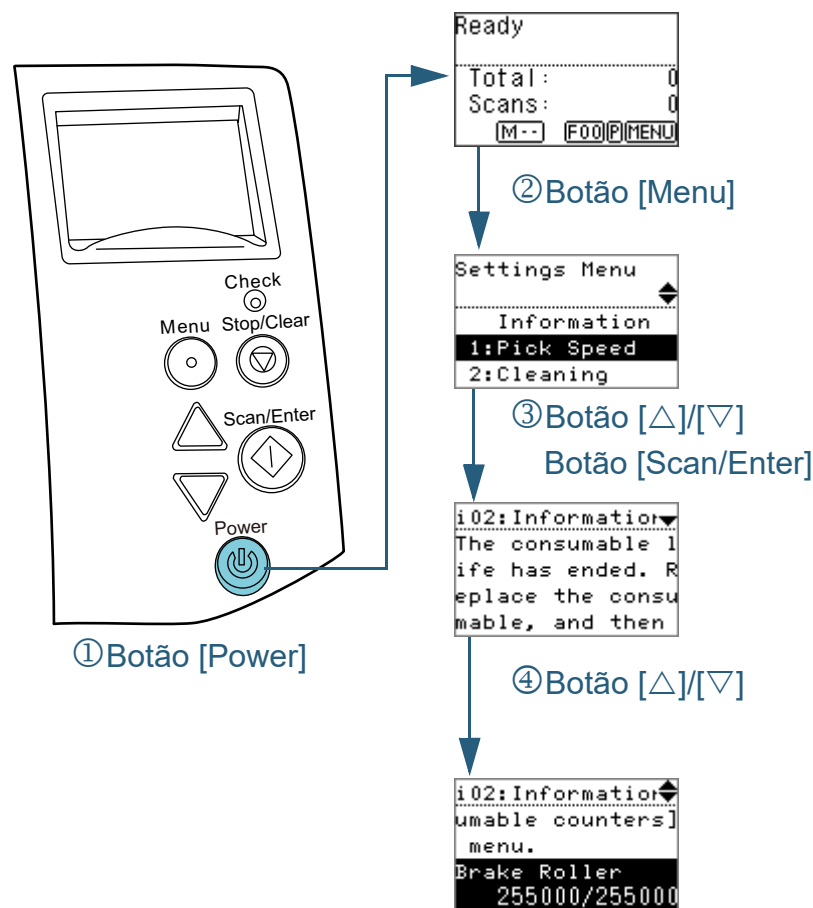 Check
Menu Stop/Clear
Scan/Enter
Power
①Botão [Power]
Ready
Total: 0
Scans: 0
M-- F00 P MENU
②Botão [Menu]
Settings Menu
Information
1:Pick Speed
2:Cleaning
③Botão [△]/[▽]
Botão [Scan/Enter]
i02:Information
The consumable l
ife has ended. R
eplace the consu
mable, and then
④Botão [△]/[▽]
i02:Information
umable counters]
menu.
Brake Roller
255000/255000